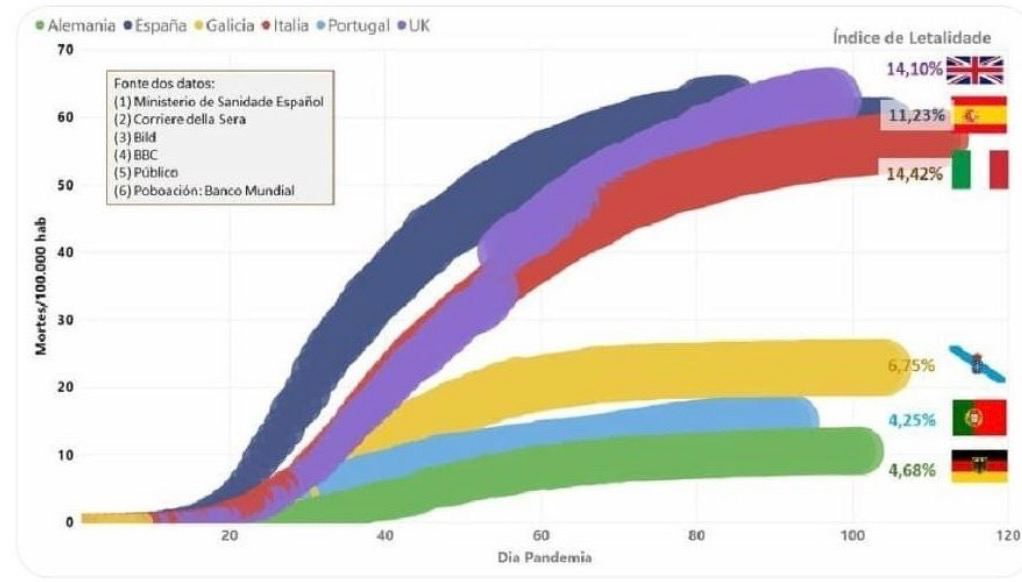 Alemania España Galicia Italia Portugal UK
Índice de Letalidade
70
60
50
40
30
20
10
0
Mortes/100.000 hab
Fonte dos datos:
(1) Ministerio de Sanidade Español
(2) Corriere della Sera
(3) Bild
(4) BBC
(5) Público
(6) Poboación: Banco Mundial
14,10%
11,23%
14,42%
6,75%
4,25%
4,68%
20 40 60 80 100 120
Dia Pandemia